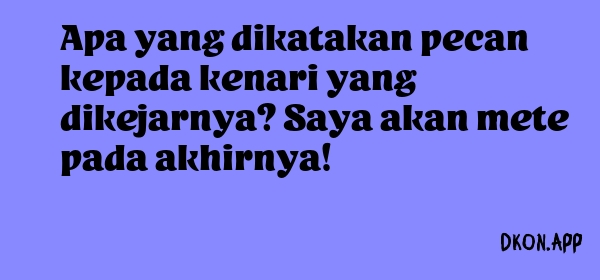 Apa yang dikatakan pecan
kepada kenari yang
dikejarnya? Saya akan mete
pada akhirnya!
DKON.APP